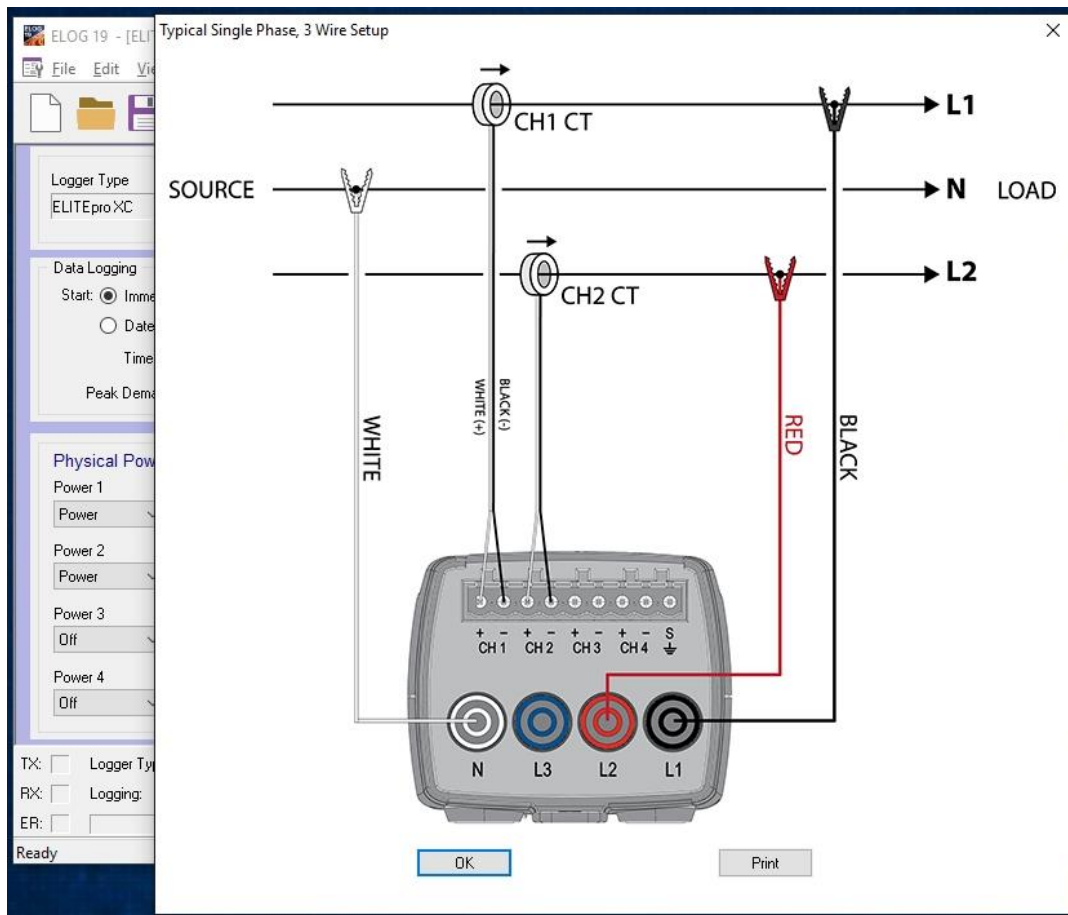 ELOG 19 - [ELIT
File Edit Vie
Logger Type
ELITEpro XC
Data Logging
Start: Imme
Date
Time
Peak Dema
Physical Pow
Power 1
Power
Power 2
Power
Power 3
Off
Power 4
Off
TX: Logger Typ
RX: Logging:
ER:
Ready
Typical Single Phase, 3 Wire Setup
CH1 CT
L1
SOURCE
N LOAD
CH2 CT
L2
WHITE (+)
BLACK (-)
WHITE
RED
BLACK
+ - + - + - + - S
CH 1 CH 2 CH 3 CH 4
N L3 L2 L1
OK Print